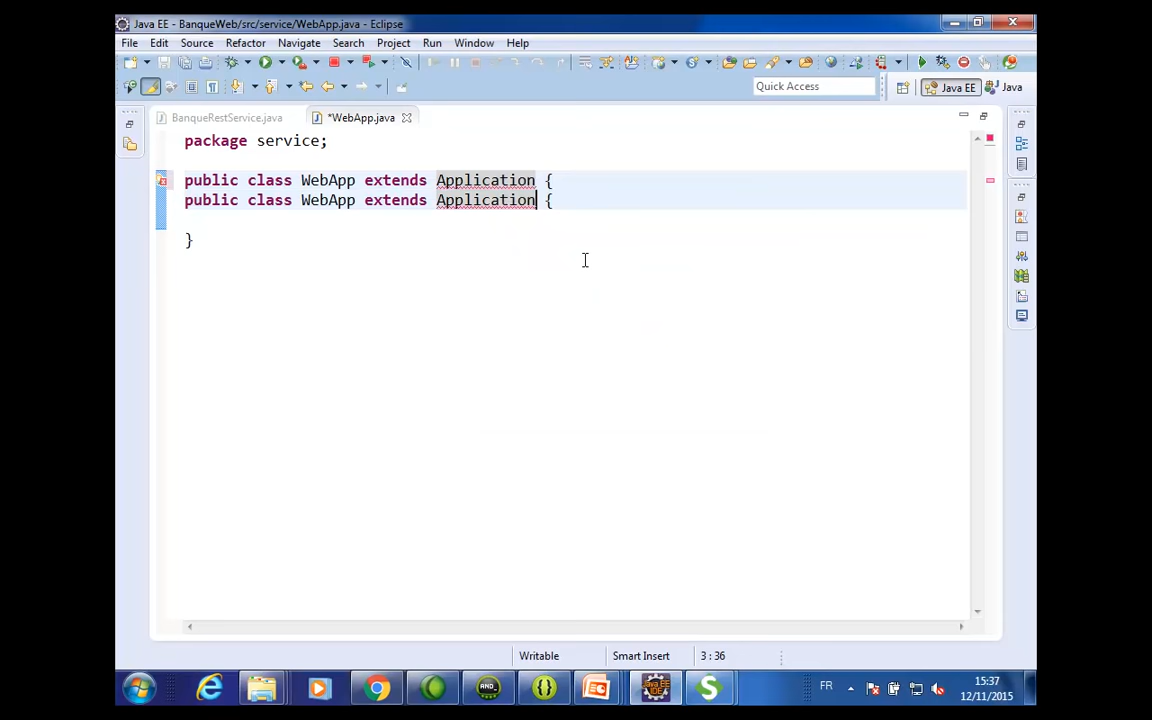 Java EE - BanqueWeb/src/service/WebApp.java - Eclipse
File Edit Source Refactor Navigate Search Project Run Window Help
Quick Access
Java EE
Java
BanqueRestService.java
*WebApp.java
package service;
public class WebApp extends Application {
public class WebApp extends Application {
}
Writable
Smart Insert
3 : 36
FR
15:37
12/11/2015